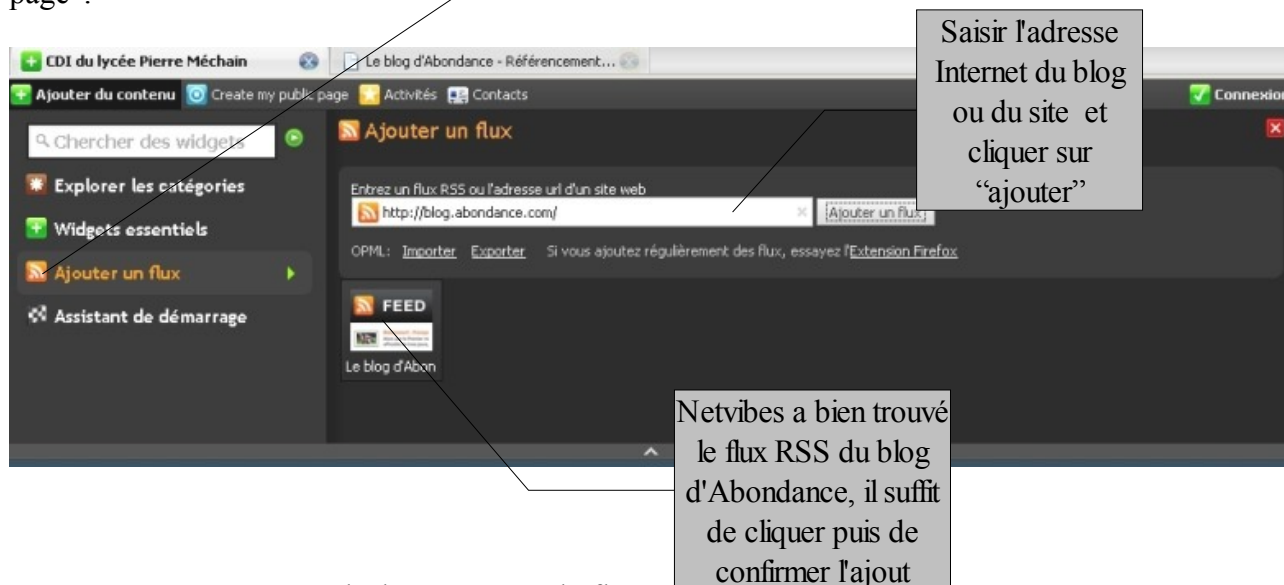 page :
Saisir l'adresse
Internet du blog
ou du site et
cliquer sur
“ajouter”
CDI du lycée Pierre Méchain
Le blog d'Abondance - Référencement...
Ajouter du contenu Create my public page Activités Contacts Connexion
Chercher des widgets
Explorer les catégories
Widgets essentiels
Ajouter un flux
Assistant de démarrage
Ajouter un flux
Entrez un flux RSS ou l'adresse url d'un site web
http://blog.abondance.com/ Ajouter un flux
OPML: Importer Exporter Si vous ajoutez régulièrement des flux, essayez l'Extension Firefox
FEED
Le blog d'Abon
Netvibes a bien trouvé
le flux RSS du blog
d'Abondance, il suffit
de cliquer puis de
confirmer l'ajout